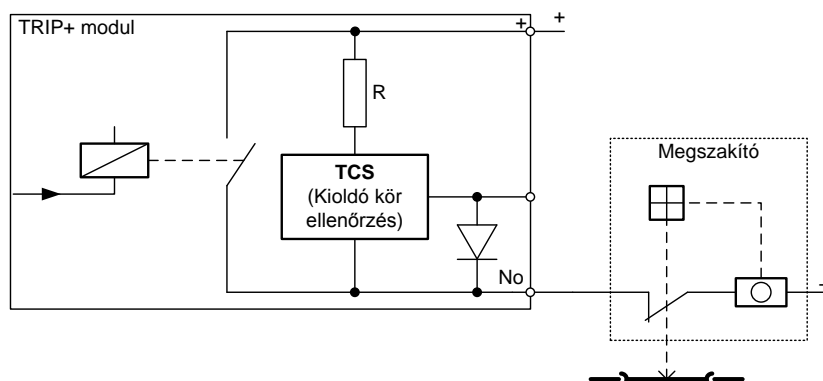 TRIP+ modul
+
+
R
TCS
(Kioldó kör
ellenőrzés)
No
Megszakító
-